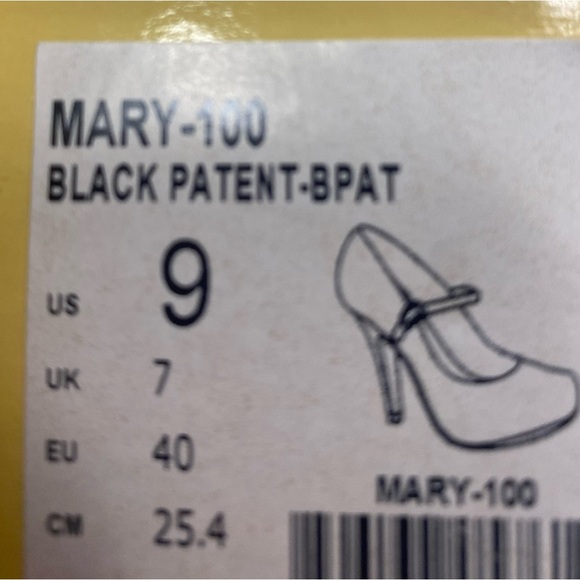 MARY-100
BLACK PATENT-BPAT
US 9
UK 7
EU 40
CM 25.4
MARY-100